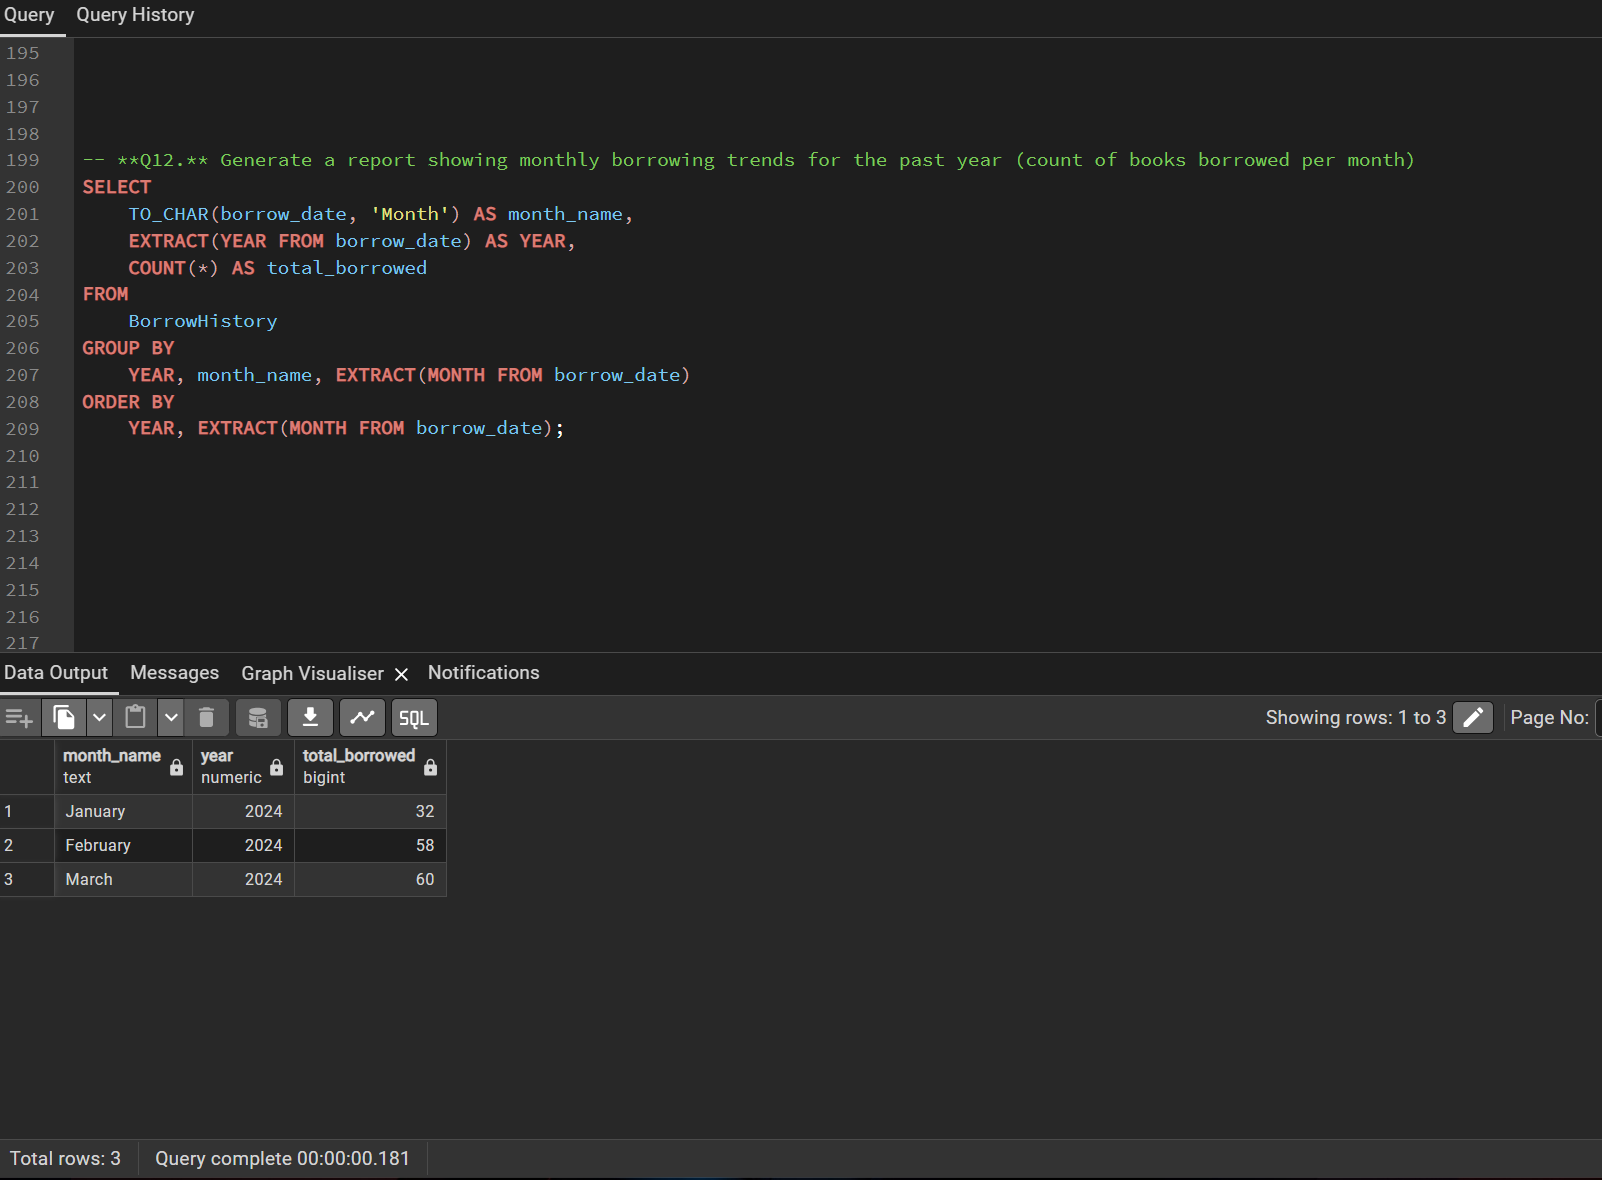 Query Query History
195
196
197
198
199 -- **Q12.** Generate a report showing monthly borrowing trends for the past year (count of books borrowed per month)
200 SELECT
201 TO_CHAR(borrow_date, 'Month') AS month_name,
202 EXTRACT(YEAR FROM borrow_date) AS YEAR,
203 COUNT(*) AS total_borrowed
204 FROM
205 BorrowHistory
206 GROUP BY
207 YEAR, month_name, EXTRACT(MONTH FROM borrow_date)
208 ORDER BY
209 YEAR, EXTRACT(MONTH FROM borrow_date);
210
211
212
213
214
215
216
217
Data Output Messages Graph Visualiser Notifications
SQL Showing rows: 1 to 3 Page No:
month_name year total_borrowed
text numeric bigint
1 January 2024 32
2 February 2024 58
3 March 2024 60
Total rows: 3 Query complete 00:00:00.181